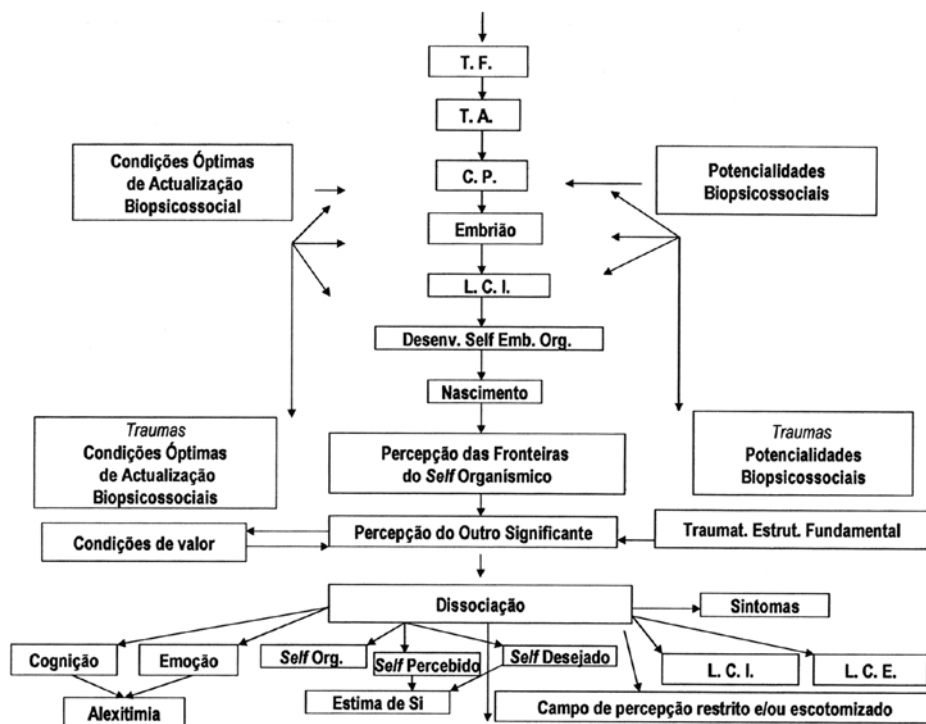 T. F.
T. A.
Condições Óptimas
de Actualização
Biopsicossocial
C. P.
Potencialidades
Biopsicossociais
Embrião
L. C. I.
Desenv. Self Emb. Org.
Nascimento
Traumas
Condições Óptimas
de Actualização
Biopsicossociais
Percepção das Fronteiras
do Self Organísmico
Traumas
Potencialidades
Biopsicossociais
Condições de valor
Percepção do Outro Significante
Traumat. Estrut. Fundamental
Dissociação
Sintomas
Cognição
Emoção
Self Org.
Self Percebido
Self Desejado
L. C. I.
L. C. E.
Alexitimia
Estima de Si
Campo de percepção restrito e/ou escotomizado